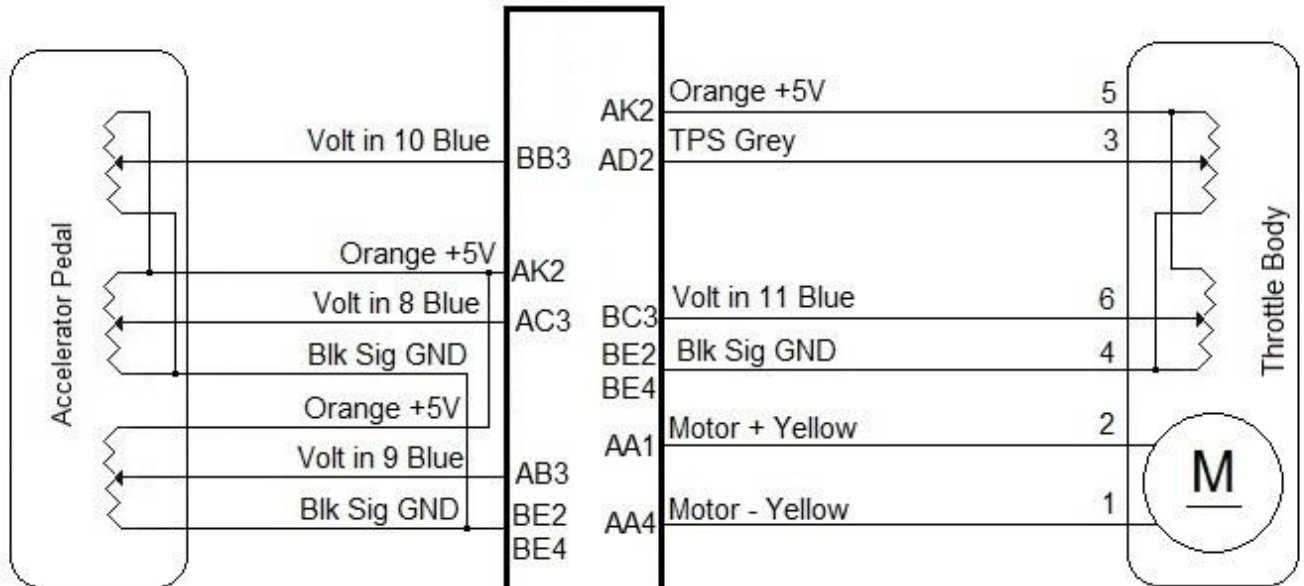 Accelerator Pedal
Volt in 10 Blue
BB3
Orange +5V
AK2
Volt in 8 Blue
AC3
Blk Sig GND
Orange +5V
Volt in 9 Blue
AB3
Blk Sig GND
BE2
BE4
AK2
Orange +5V
5
AD2
TPS Grey
3
BC3
Volt in 11 Blue
6
BE2
Blk Sig GND
4
BE4
AA1
Motor + Yellow
2
AA4
Motor - Yellow
1
Throttle Body
M